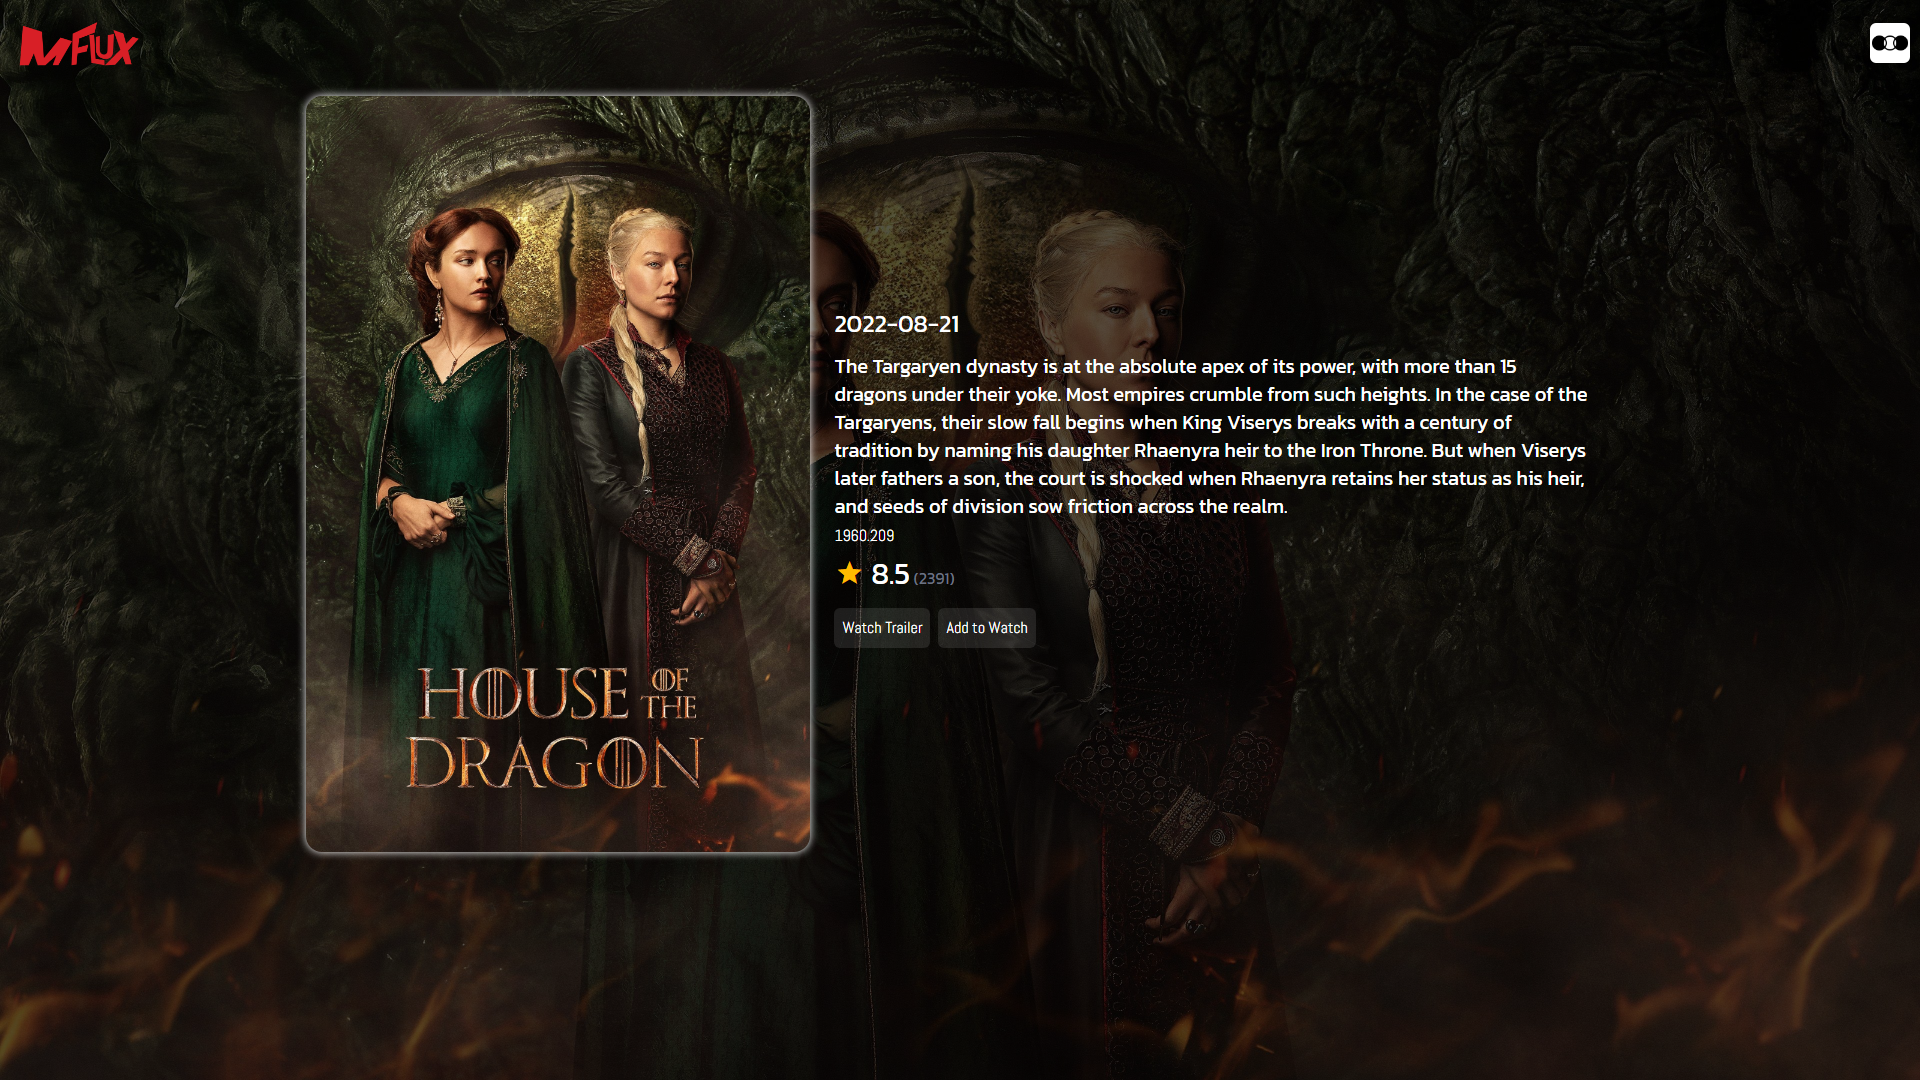 MFLUX
HOUSE OF THE
DRAGON
2022-08-21
The Targaryen dynasty is at the absolute apex of its power, with more than 15
dragons under their yoke. Most empires crumble from such heights. In the case of the
Targaryens, their slow fall begins when King Viserys breaks with a century of
tradition by naming his daughter Rhaenyra heir to the Iron Throne. But when Viserys
later fathers a son, the court is shocked when Rhaenyra retains her status as his heir,
and seeds of division sow friction across the realm.
1960.209
8.5 (2391)
Watch Trailer Add to Watch